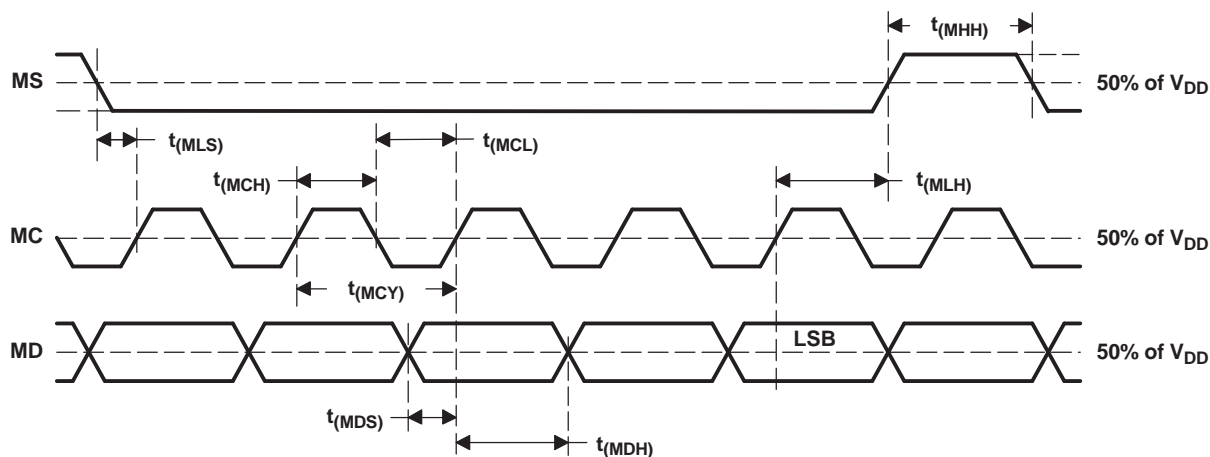 t(MHH)
MS
50% of VDD
t(MLS)
t(MCL)
t(MCH)
t(MLH)
MC
50% of VDD
t(MCY)
LSB
MD
50% of VDD
t(MDS)
t(MDH)